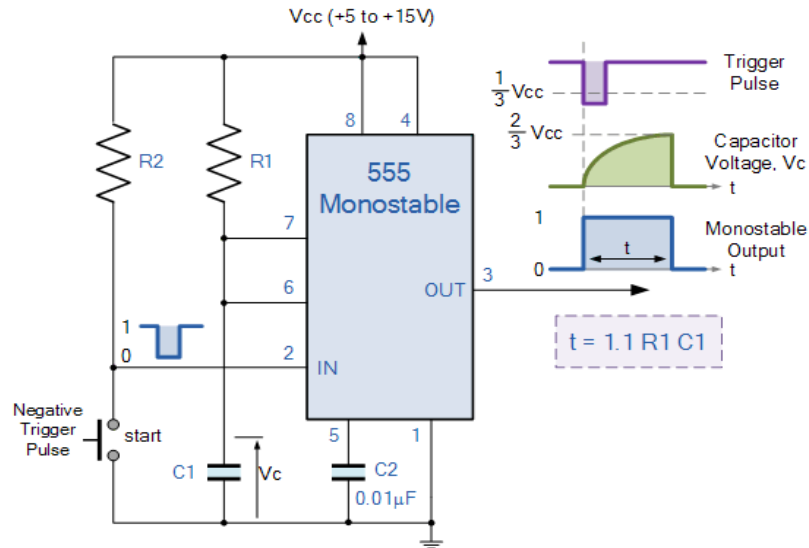 Vcc (+5 to +15V)
Trigger
Pulse
1/3 Vcc
2/3 Vcc
Capacitor
Voltage, Vc
t
8
4
R2
R1
555
Monostable
7
1
Monostable
Output
0
t
t
6
3
OUT
t = 1.1 R1 C1
1
0
2
IN
Negative
Trigger
Pulse
start
5
1
C1
Vc
C2
0.01µF